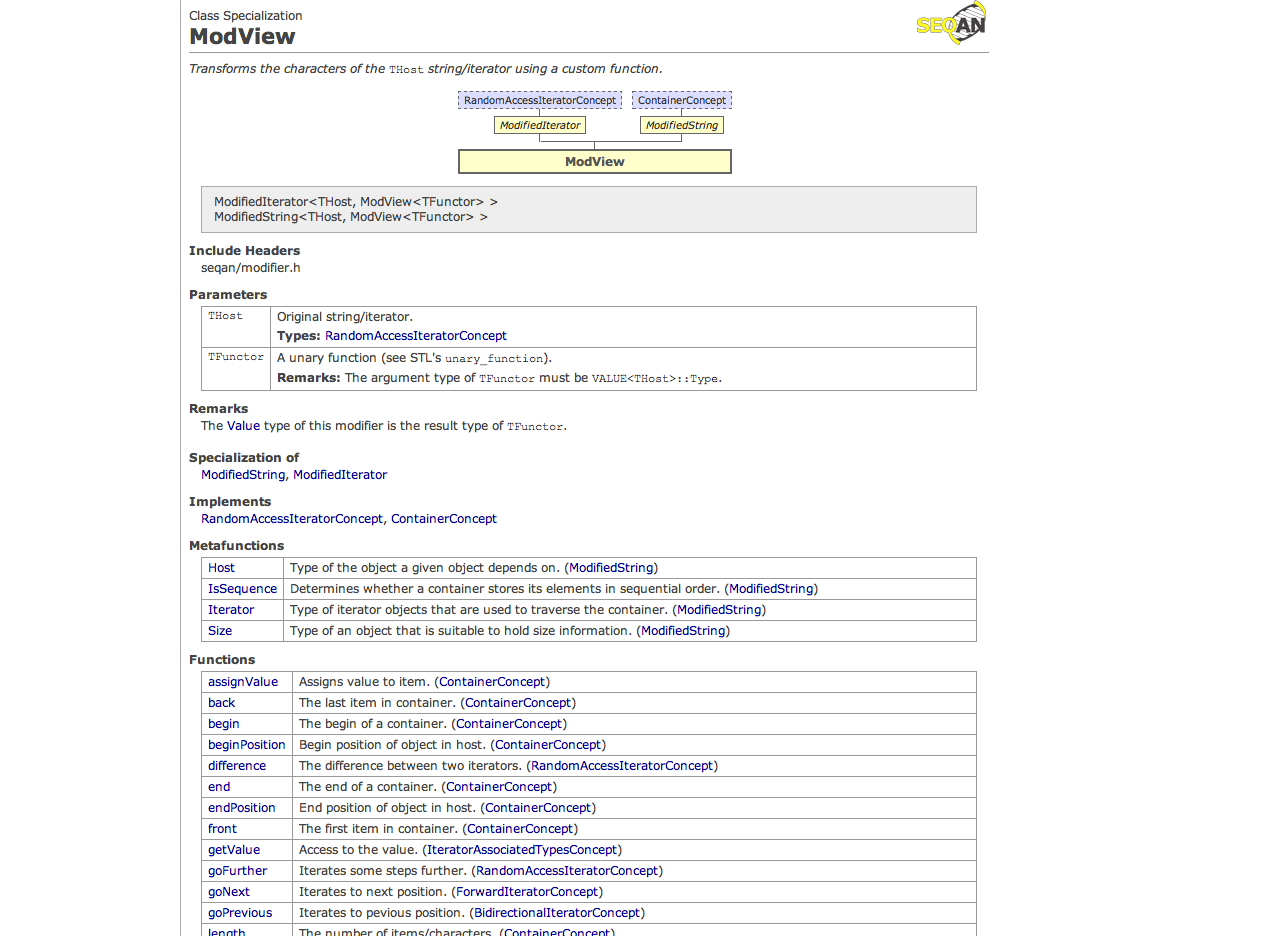 Class Specialization
ModView
SEQAN
Transforms the characters of the THost string/iterator using a custom function.
RandomAccessIteratorConcept ContainerConcept
ModifiedIterator ModifiedString
ModView
ModifiedIterator<THost, ModView<TFunctor> >
ModifiedString<THost, ModView<TFunctor> >
Include Headers
seqan/modifier.h
Parameters
THost Original string/iterator.
Types: RandomAccessIteratorConcept
TFunctor A unary function (see STL's unary_function).
Remarks: The argument type of TFunctor must be VALUE<THost>::Type.
Remarks
The Value type of this modifier is the result type of TFunctor.
Specialization of
ModifiedString, ModifiedIterator
Implements
RandomAccessIteratorConcept, ContainerConcept
Metafunctions
Host Type of the object a given object depends on. (ModifiedString)
IsSequence Determines whether a container stores its elements in sequential order. (ModifiedString)
Iterator Type of iterator objects that are used to traverse the container. (ModifiedString)
Size Type of an object that is suitable to hold size information. (ModifiedString)
Functions
assignValue Assigns value to item. (ContainerConcept)
back The last item in container. (ContainerConcept)
begin The begin of a container. (ContainerConcept)
beginPosition Begin position of object in host. (ContainerConcept)
difference The difference between two iterators. (RandomAccessIteratorConcept)
end The end of a container. (ContainerConcept)
endPosition End position of object in host. (ContainerConcept)
front The first item in container. (ContainerConcept)
getValue Access to the value. (IteratorAssociatedTypesConcept)
goFurther Iterates some steps further. (RandomAccessIteratorConcept)
goNext Iterates to next position. (ForwardIteratorConcept)
goPrevious Iterates to pevious position. (BidirectionalIteratorConcept)
length The number of items/characters. (ContainerConcept)